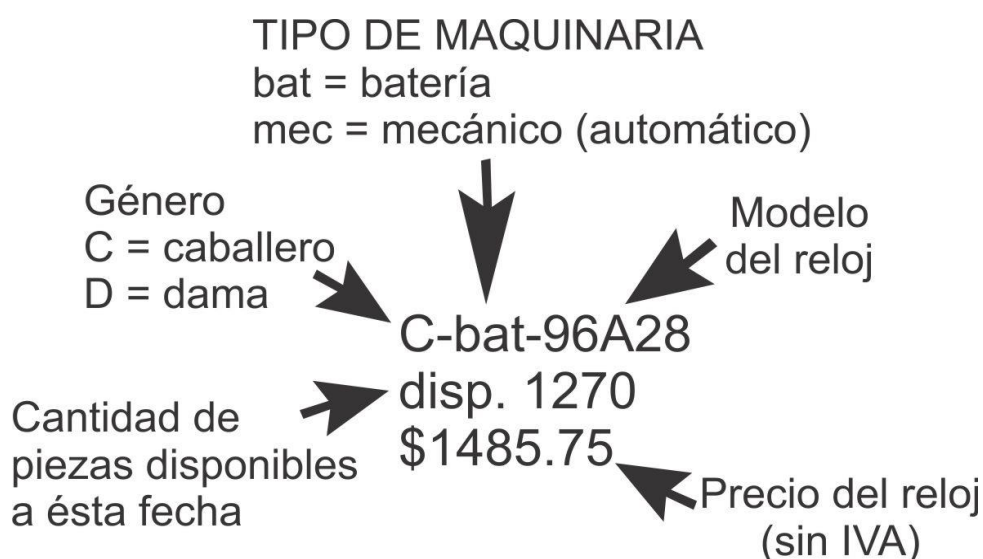 TIPO DE MAQUINARIA
bat = batería
mec = mecánico (automático)
Género
C = caballero
D = dama
Modelo
del reloj
C-bat-96A28
disp. 1270
$1485.75
Cantidad de
piezas disponibles
a ésta fecha
Precio del reloj
(sin IVA)